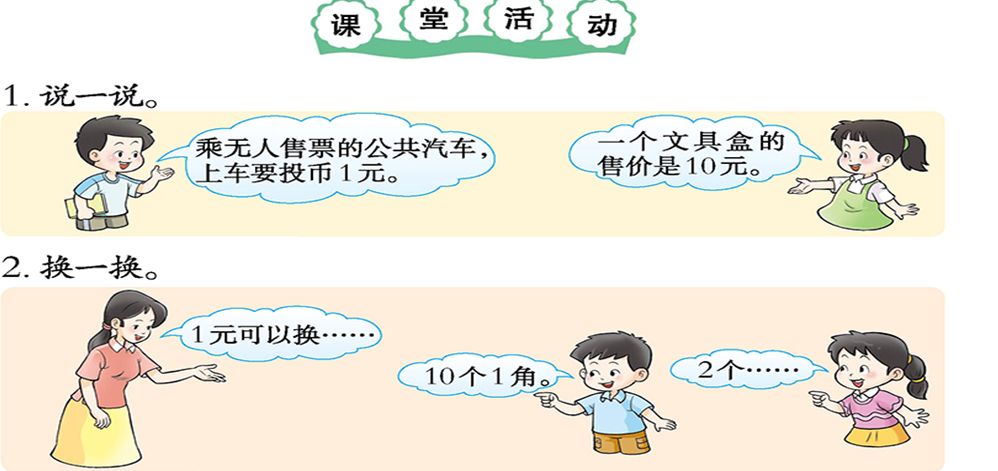 课堂活动
1. 说一说。
乘无人售票的公共汽车，
上车要投币1元。
一个文具盒的
售价是10元。
2. 换一换。
1元可以换……
10个1角。
2个……